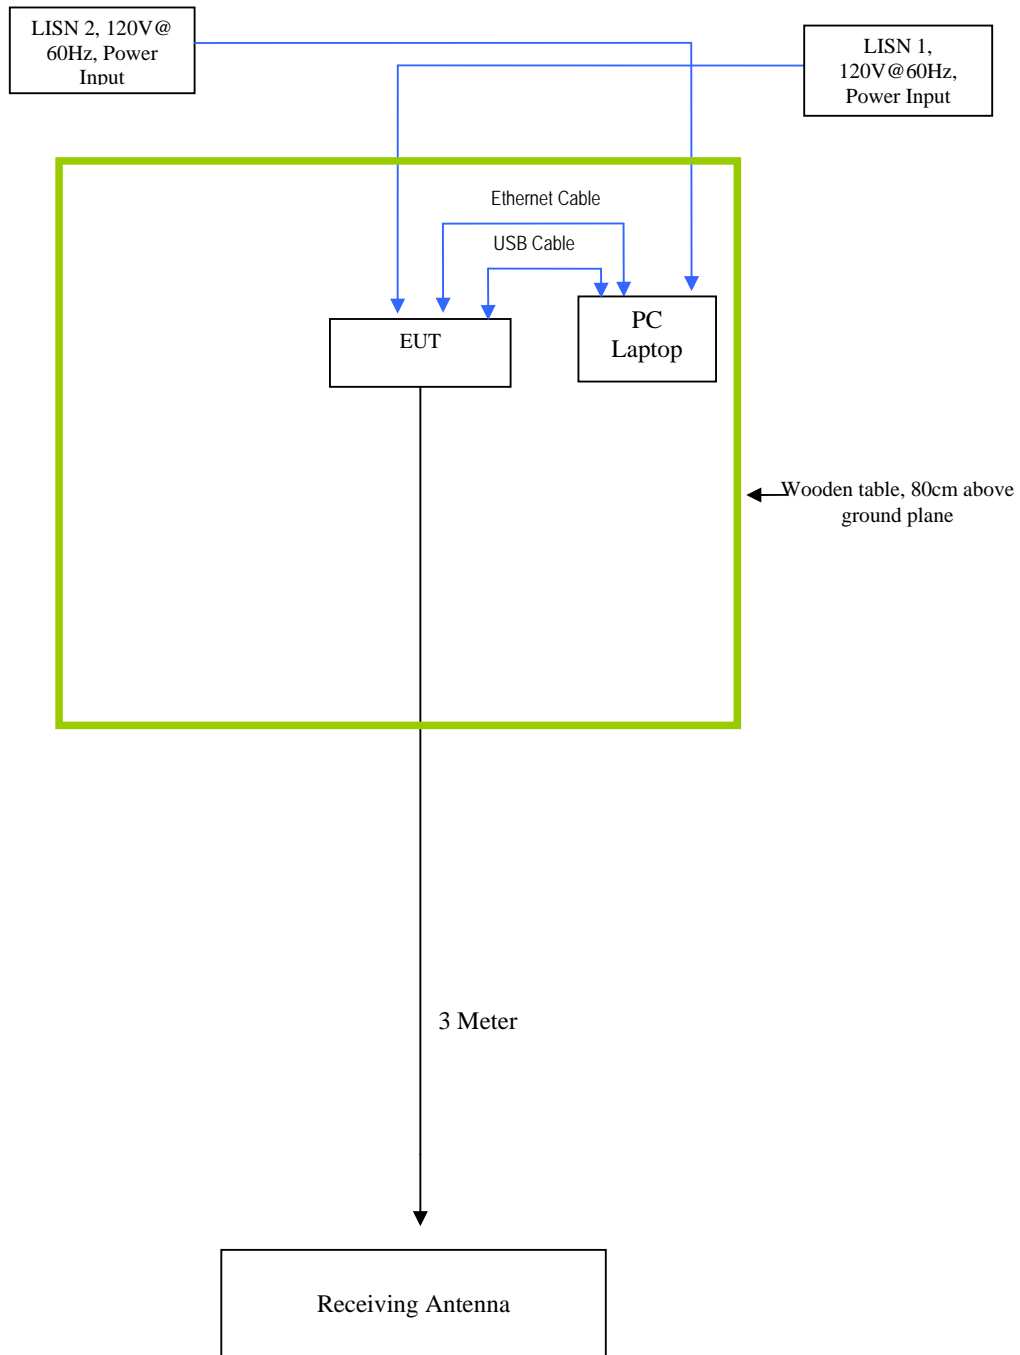 LISN 2, 120V@
60Hz, Power
Input
LISN 1,
120V@60Hz,
Power Input
Ethernet Cable
USB Cable
EUT
PC
Laptop
Wooden table, 80cm above
ground plane
3 Meter
Receiving Antenna